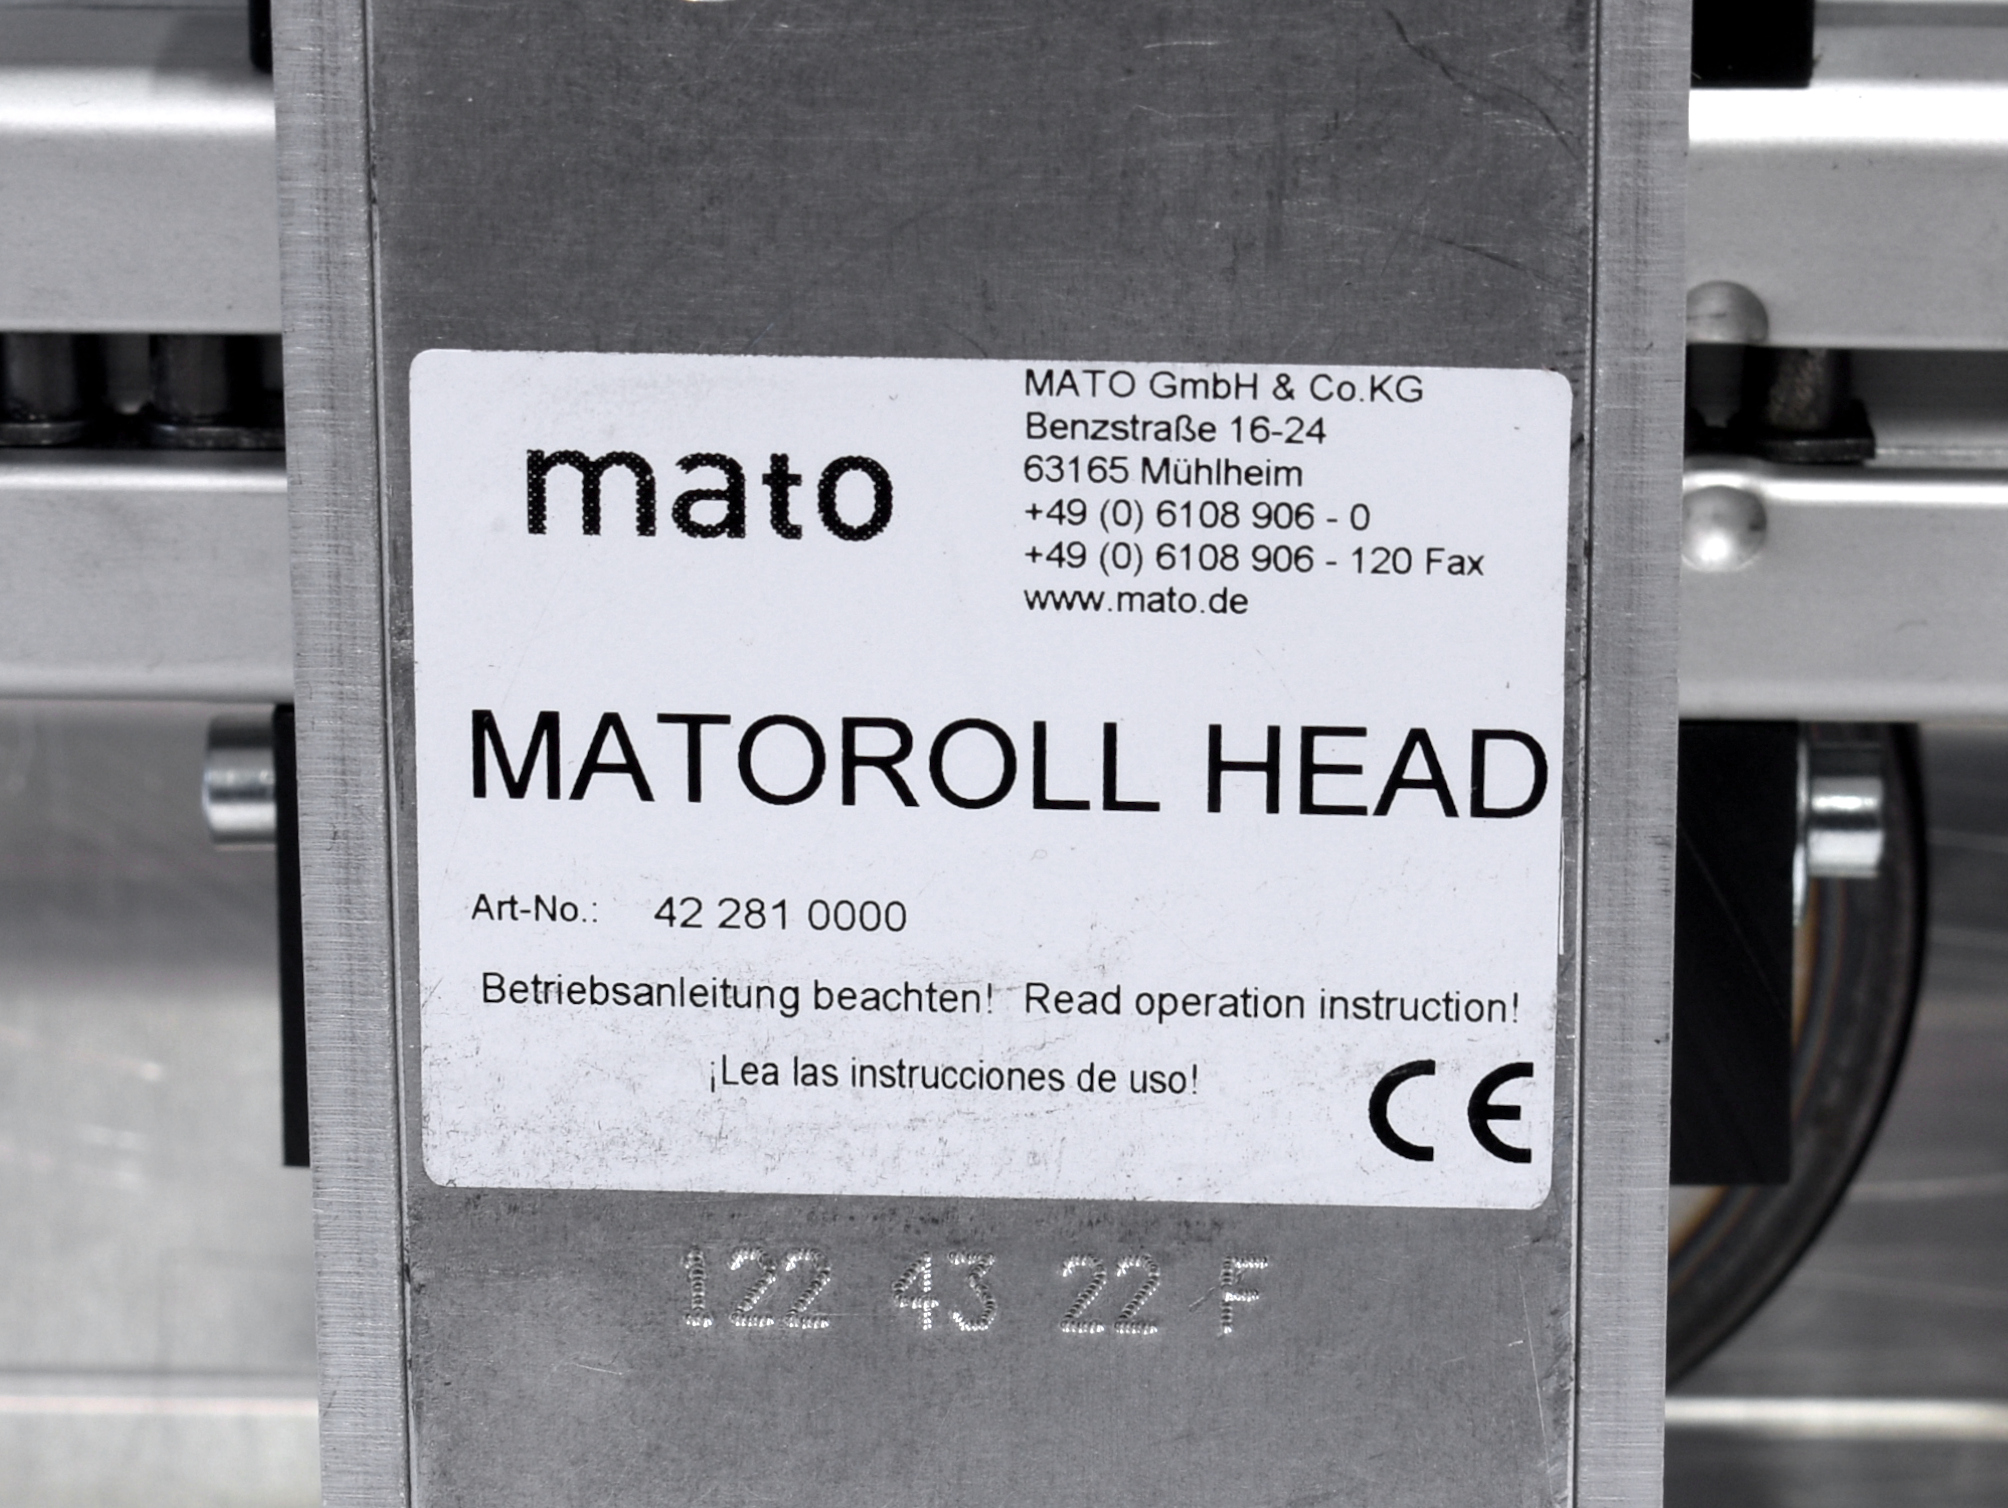 mato
MATO GmbH & Co.KG
Benzstraße 16-24
63165 Mühlheim
+49 (0) 6108 906 - 0
+49 (0) 6108 906 - 120 Fax
www.mato.de
MATOROLL HEAD
Art-No.: 42 281 0000
Betriebsanleitung beachten! Read operation instruction!
¡Lea las instrucciones de uso!
CE
122 43 22 F